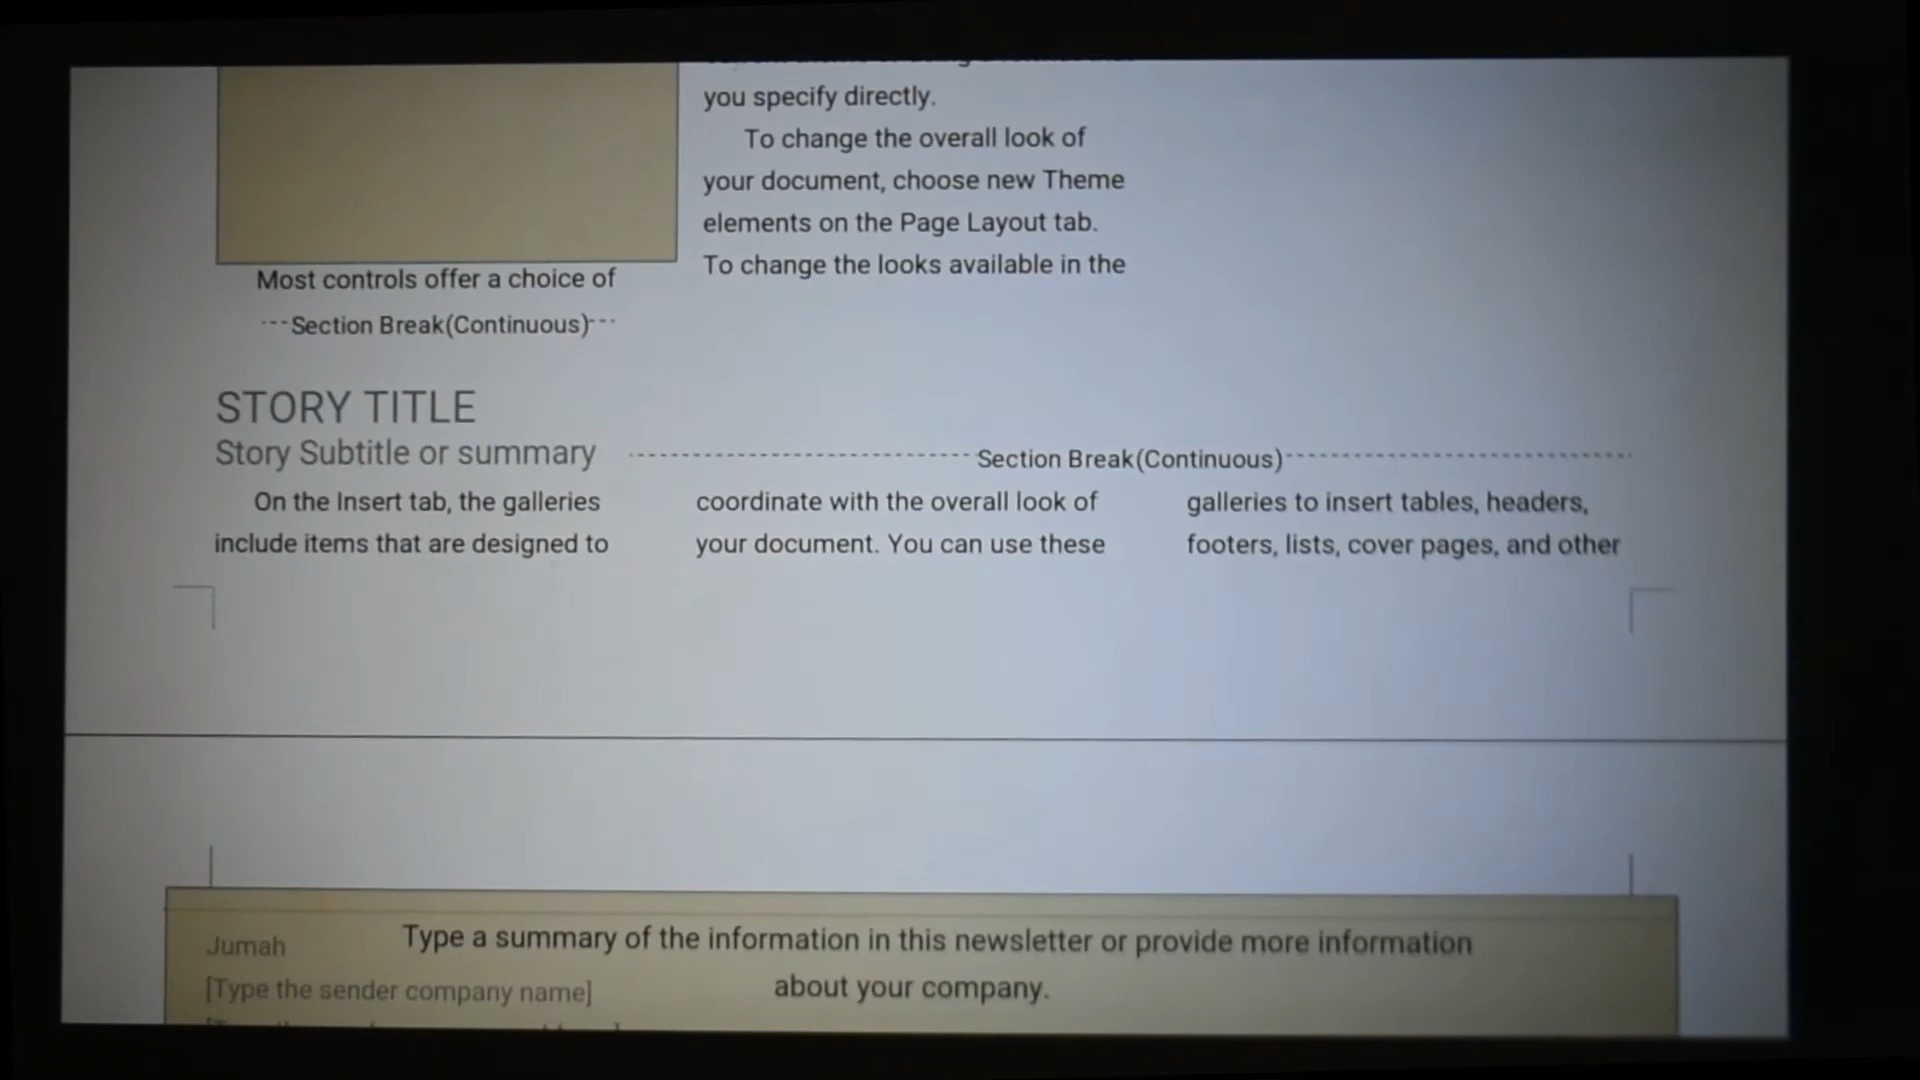 you specify directly.
To change the overall look of
your document, choose new Theme
elements on the Page Layout tab.
To change the looks available in the
Most controls offer a choice of
Section Break(Continuous)
STORY TITLE
Story Subtitle or summary
Section Break(Continuous)
On the Insert tab, the galleries
include items that are designed to
coordinate with the overall look of
your document. You can use these
galleries to insert tables, headers,
footers, lists, cover pages, and other
Type a summary of the information in this newsletter or provide more information
about your company.
Jumah
[Type the sender company name]